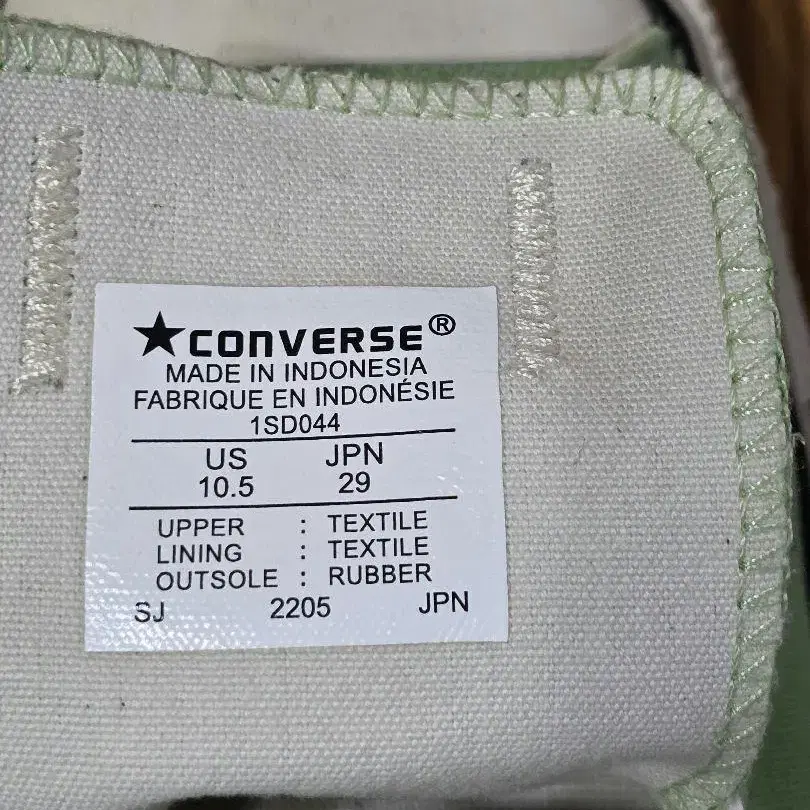 ★CONVERSE®
MADE IN INDONESIA
FABRIQUE EN INDONÉSIE
1SD044
US JPN
10.5 29
UPPER : TEXTILE
LINING : TEXTILE
OUTSOLE : RUBBER
SJ 2205 JPN